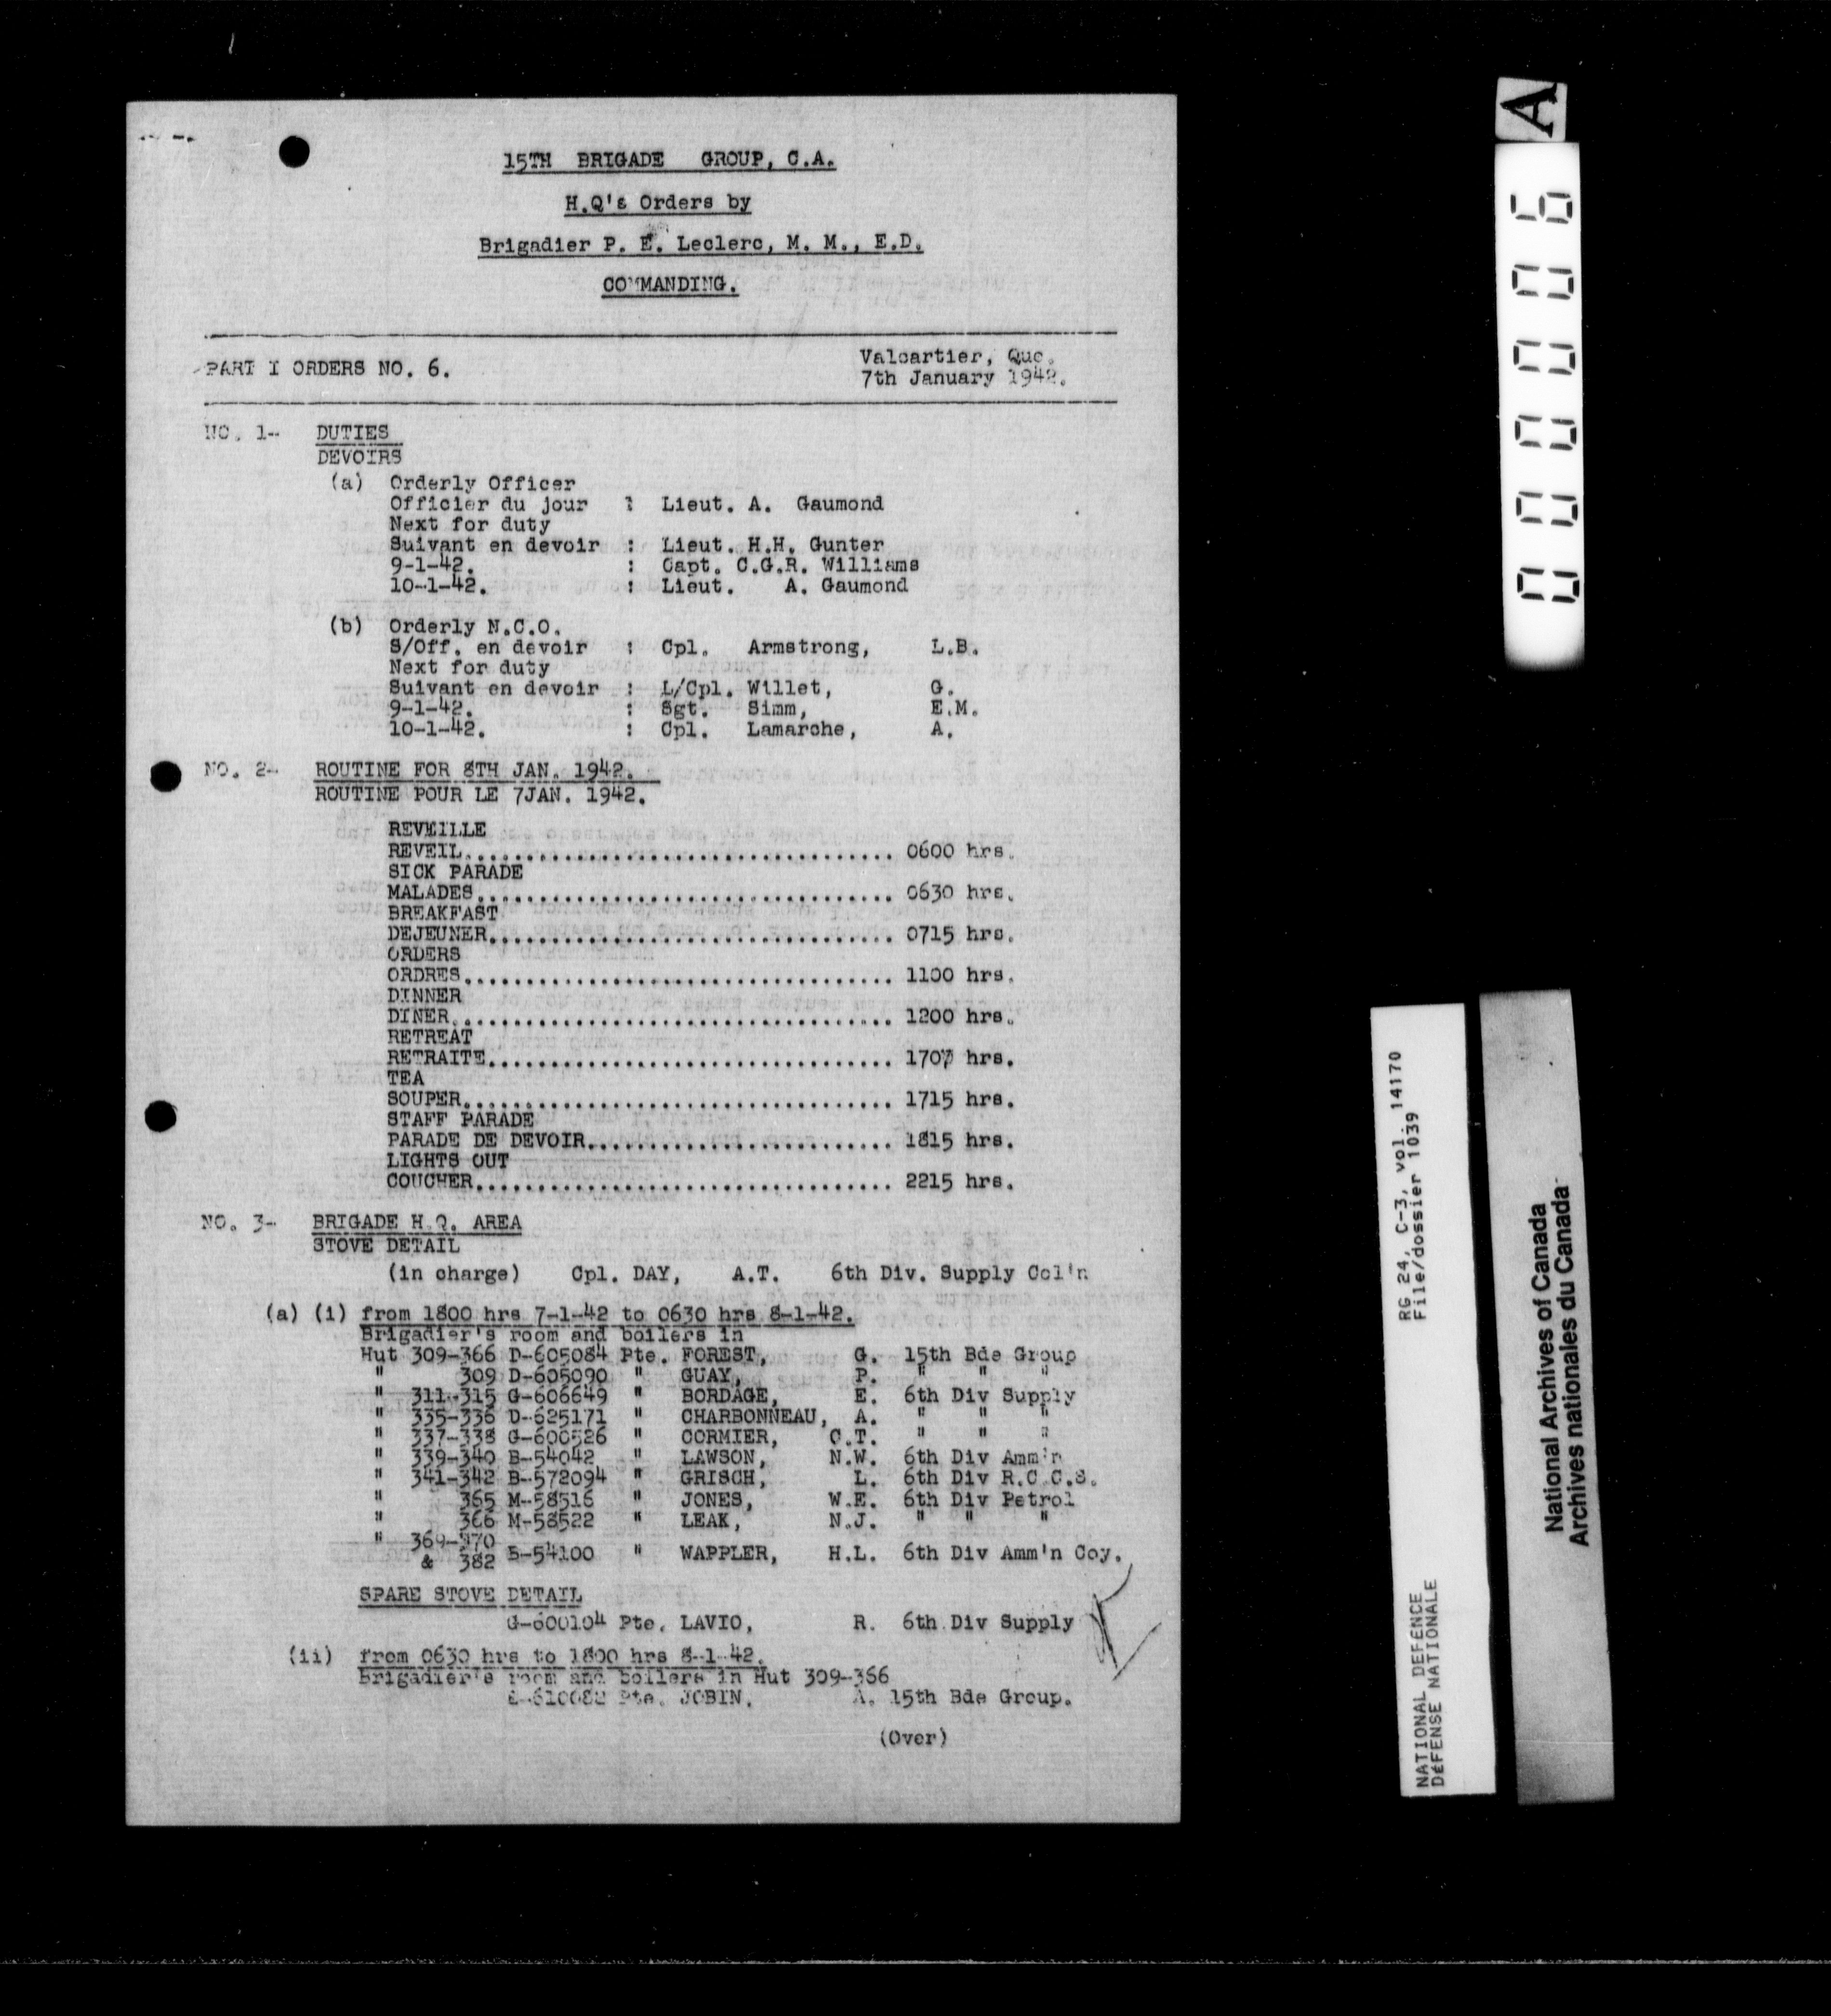 15TH BRIGADE GROUP, C.A.
H.Q's Orders by
Brigadier P. E. Leclerc, M. M., E.D.
COMMANDING.
PART I ORDERS NO. 6.
Valcartier, Que.
7th January 1942.
NO. 1- DUTIES
DEVOIRS
(a) Orderly Officer
Officier du jour : Lieut. A. Gaumond
Next for duty
Suivant en devoir : Lieut. H.H. Gunter
9-1-42. : Capt. C.G.R. Williams
10-1-42. : Lieut. A. Gaumond
(b) Orderly N.C.O.
S/Off. en devoir : Cpl. Armstrong, L.B.
Next for duty
Suivant en devoir : L/Cpl. Willet, G.
9-1-42. : Sgt. Simm, E.M.
10-1-42. : Cpl. Lamarche, A.
NO. 2- ROUTINE FOR 8TH JAN. 1942.
ROUTINE POUR LE 7JAN. 1942.
REVEILLE
REVEIL.................................. 0600 hrs.
SICK PARADE
MALADES................................. 0630 hrs.
BREAKFAST
DEJEUNER................................ 0715 hrs.
ORDERS
ORDRES.................................. 1100 hrs.
DINNER
DINER................................... 1200 hrs.
RETREAT
RETRAITE................................ 1707 hrs.
TEA
SOUPER.................................. 1715 hrs.
STAFF PARADE
PARADE DE DEVOIR........................ 1815 hrs.
LIGHTS OUT
COUCHER................................. 2215 hrs.
NO. 3- BRIGADE H.Q. AREA
STOVE DETAIL
(in charge) Cpl. DAY, A.T. 6th Div. Supply Col'n
(a) (i) from 1800 hrs 7-1-42 to 0630 hrs 8-1-42.
Brigadier's room and boilers in
Hut 309-366 D-605084 Pte. FOREST, G. 15th Bde Group
" 309 D-605090 " GUAY, P. " " "
" 311-315 G-606649 " BORDAGE, E. 6th Div Supply
" 335-336 D-625171 " CHARBONNEAU, A. " " "
" 337-338 G-600526 " CORMIER, C.T. " " "
" 339-340 B-54042 " LAWSON, N.W. 6th Div Amm'n
" 341-342 B-572094 " GRISCH, L. 6th Div R.C.C.S.
" 365 M-58516 " JONES, W.E. 6th Div Petrol
" 366 M-58522 " LEAK, N.J. " " "
" 369-370
& 382 B-54100 " WAPPLER, H.L. 6th Div Amm'n Coy.
SPARE STOVE DETAIL
G-600104 Pte. LAVIO, R. 6th Div Supply
(ii) from 0630 hrs to 1800 hrs 8-1-42.
Brigadier's room and boilers in Hut 309-366
Pte. JOBIN, A. 15th Bde Group.
(Over)
A
000006
RG 24, C-3, vol. 14170
File/dossier 1039
NATIONAL DEFENCE
DÉFENSE NATIONALE
National Archives of Canada
Archives nationales du Canada